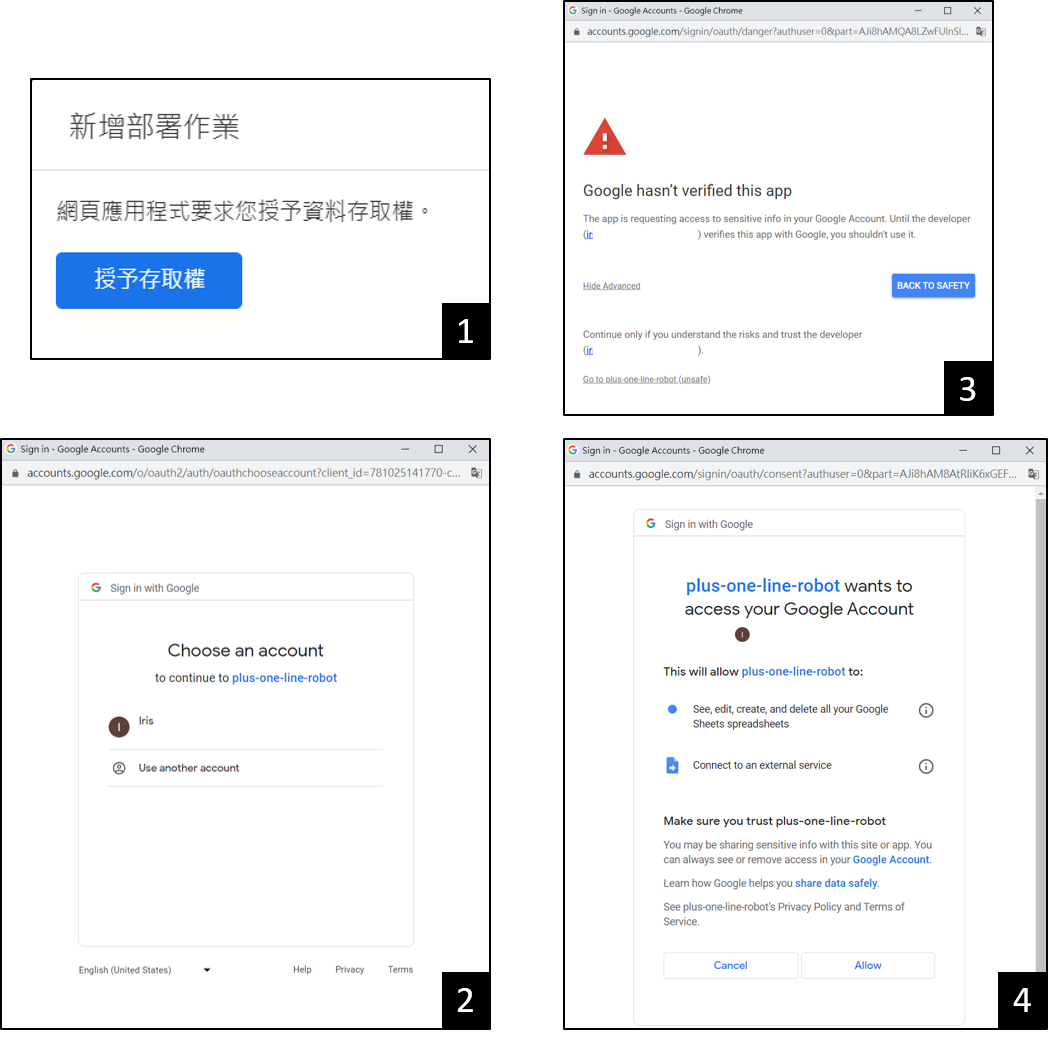 新增部署作業
網頁應用程式要求您授予資料存取權。
授予存取權
1
Sign in - Google Accounts - Google Chrome
accounts.google.com/o/oauth2/auth/oauthchooseaccount?client_id=781025141770-c...
Sign in with Google
Choose an account
to continue to plus-one-line-robot
I
Iris
Use another account
English (United States)
Help Privacy Terms
2
Sign in - Google Accounts - Google Chrome
accounts.google.com/signin/oauth/danger?authuser=0&part=AJi8hAMQA8LZwFUlnSl...
Google hasn't verified this app
The app is requesting access to sensitive info in your Google Account. Until the developer
(ir ) verifies this app with Google, you shouldn't use it.
Hide Advanced
BACK TO SAFETY
Continue only if you understand the risks and trust the developer
(ir ).
Go to plus-one-line-robot (unsafe)
3
Sign in - Google Accounts - Google Chrome
accounts.google.com/signin/oauth/consent?authuser=0&part=AJi8hAM8AtRIiK6xGEF...
Sign in with Google
plus-one-line-robot wants to
access your Google Account
I
This will allow plus-one-line-robot to:
See, edit, create, and delete all your Google
Sheets spreadsheets
Connect to an external service
Make sure you trust plus-one-line-robot
You may be sharing sensitive info with this site or app. You
can always see or remove access in your Google Account.
Learn how Google helps you share data safely.
See plus-one-line-robot's Privacy Policy and Terms of
Service.
Cancel
Allow
4